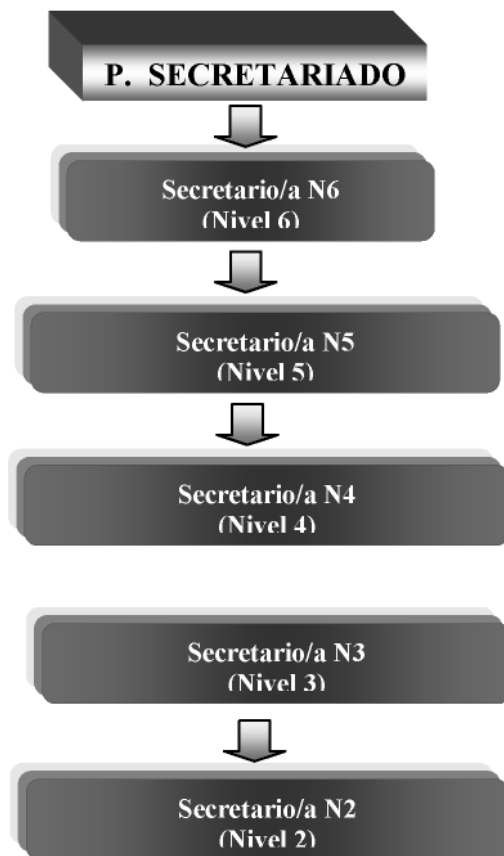 P. SECRETARIADO
Secretario/a N6
(Nivel 6)
Secretario/a N5
(Nivel 5)
Secretario/a N4
(Nivel 4)
Secretario/a N3
(Nivel 3)
Secretario/a N2
(Nivel 2)